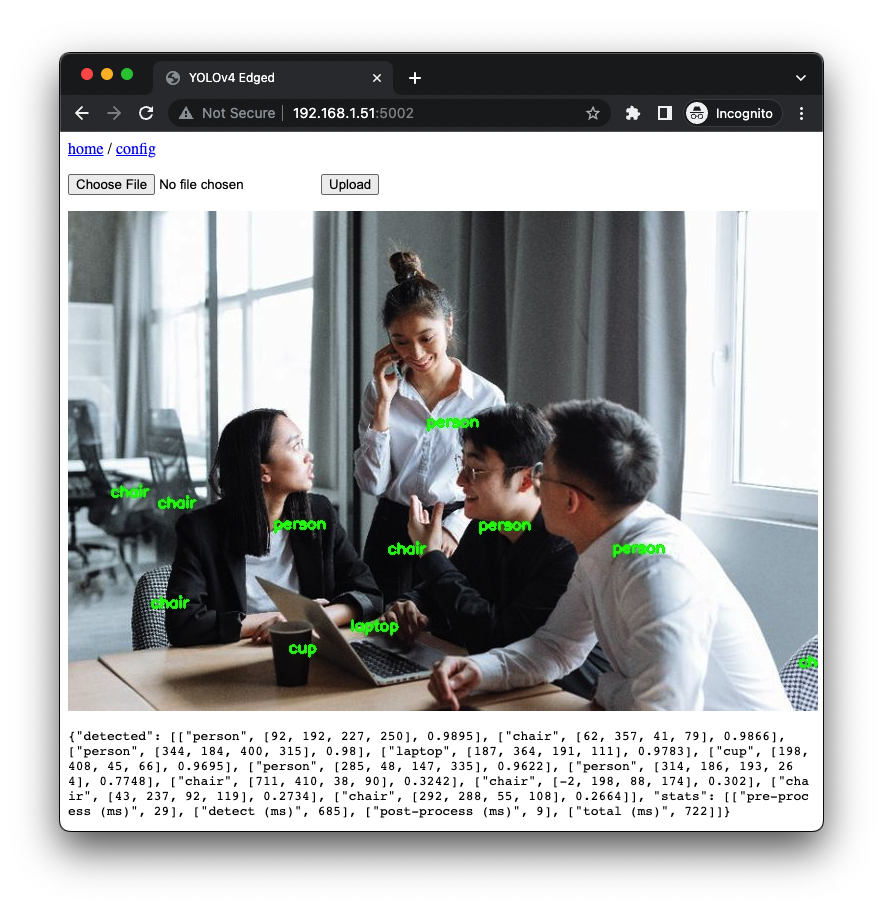 YOLOv4 Edged
Not Secure 192.168.1.51:5002 Incognito
home / config
Choose File No file chosen Upload
person
chair
chair
person
person
chair
person
chair
laptop
cup
ch
{"detected": [["person", [92, 192, 227, 250], 0.9895], ["chair", [62, 357, 41, 79], 0.9866],
["person", [344, 184, 400, 315], 0.98], ["laptop", [187, 364, 191, 111], 0.9783], ["cup", [198,
408, 45, 66], 0.9695], ["person", [285, 48, 147, 335], 0.9622], ["person", [314, 186, 193, 26
4], 0.7748], ["chair", [711, 410, 38, 90], 0.3242], ["chair", [-2, 198, 88, 174], 0.302], ["cha
ir", [43, 237, 92, 119], 0.2734], ["chair", [292, 288, 55, 108], 0.2664]], "stats": [["pre-proc
ess (ms)", 29], ["detect (ms)", 685], ["post-process (ms)", 9], ["total (ms)", 722]]}